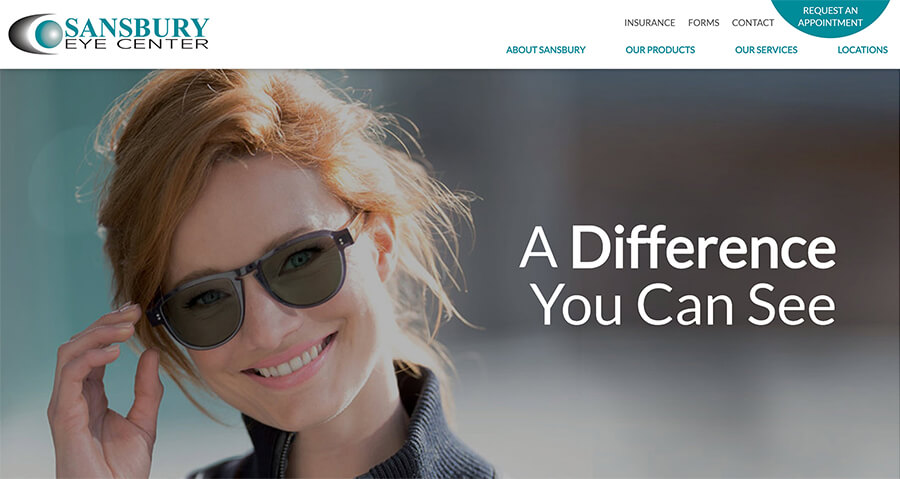 SANSBURY
EYE CENTER
INSURANCE FORMS CONTACT
REQUEST AN
APPOINTMENT
ABOUT SANSBURY OUR PRODUCTS OUR SERVICES LOCATIONS
A Difference
You Can See